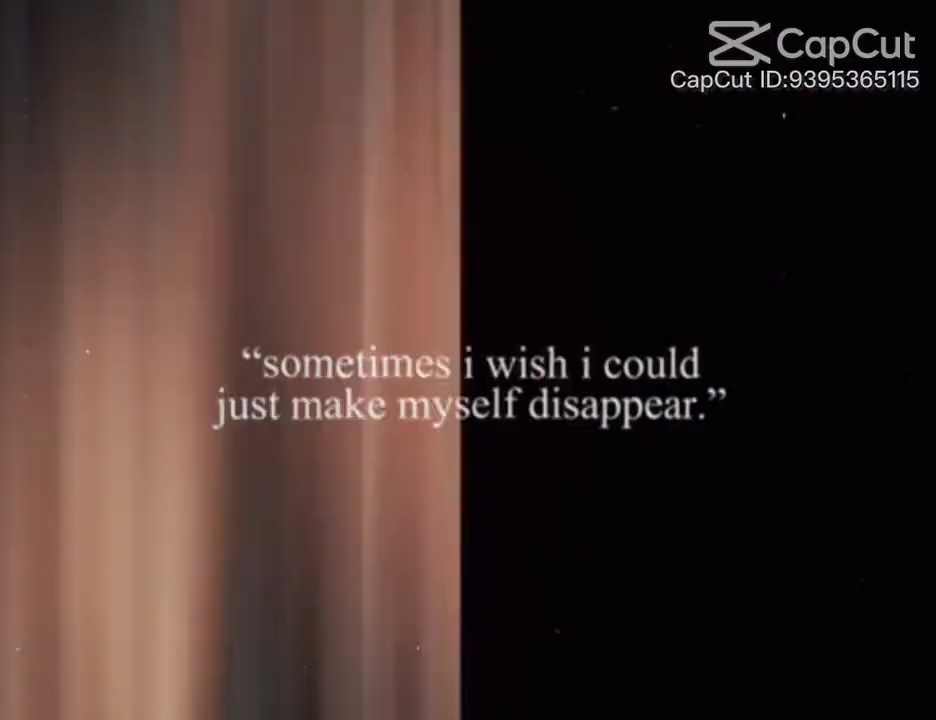 CapCut
CapCut ID:9395365115
“sometimes i wish i could
just make myself disappear.”